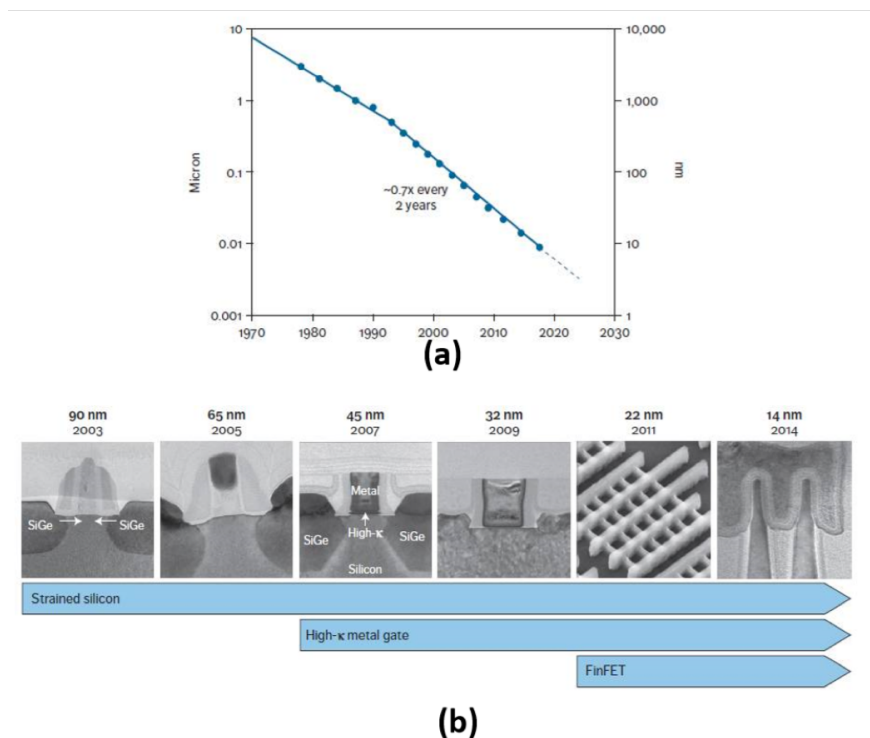 10
10,000
1
1,000
Micron
0.1
100
nm
~0.7x every
2 years
0.01
10
0.001
1
1970
1980
1990
2000
2010
2020
2030
(a)
90 nm
65 nm
45 nm
32 nm
22 nm
14 nm
2003
2005
2007
2009
2011
2014
Metal
SiGe
SiGe
High-κ
SiGe
SiGe
Silicon
Strained silicon
High-κ metal gate
FinFET
(b)